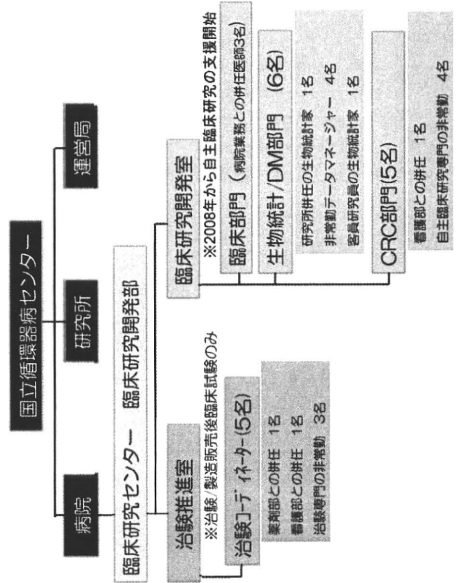 国立循環器病センター
病院
研究所
運営局
臨床研究センター 臨床研究開発部
治験推進室
※治験/製造販売後臨床試験のみ
治験コーディネーター(5名)
薬剤部との併任 1名
看護部との併任 1名
治験専門の非常勤 3名
臨床研究開発室
※2008年から自主臨床研究の支援開始
臨床部門(病院業務との併任医師3名)
生物統計/DM部門 (6名)
研究所併任の生物統計家 1名
非常勤データマネージャー 4名
客員研究員の生物統計家 1名
CRC部門(5名)
看護部との併任 1名
自主臨床研究専門の非常勤 4名